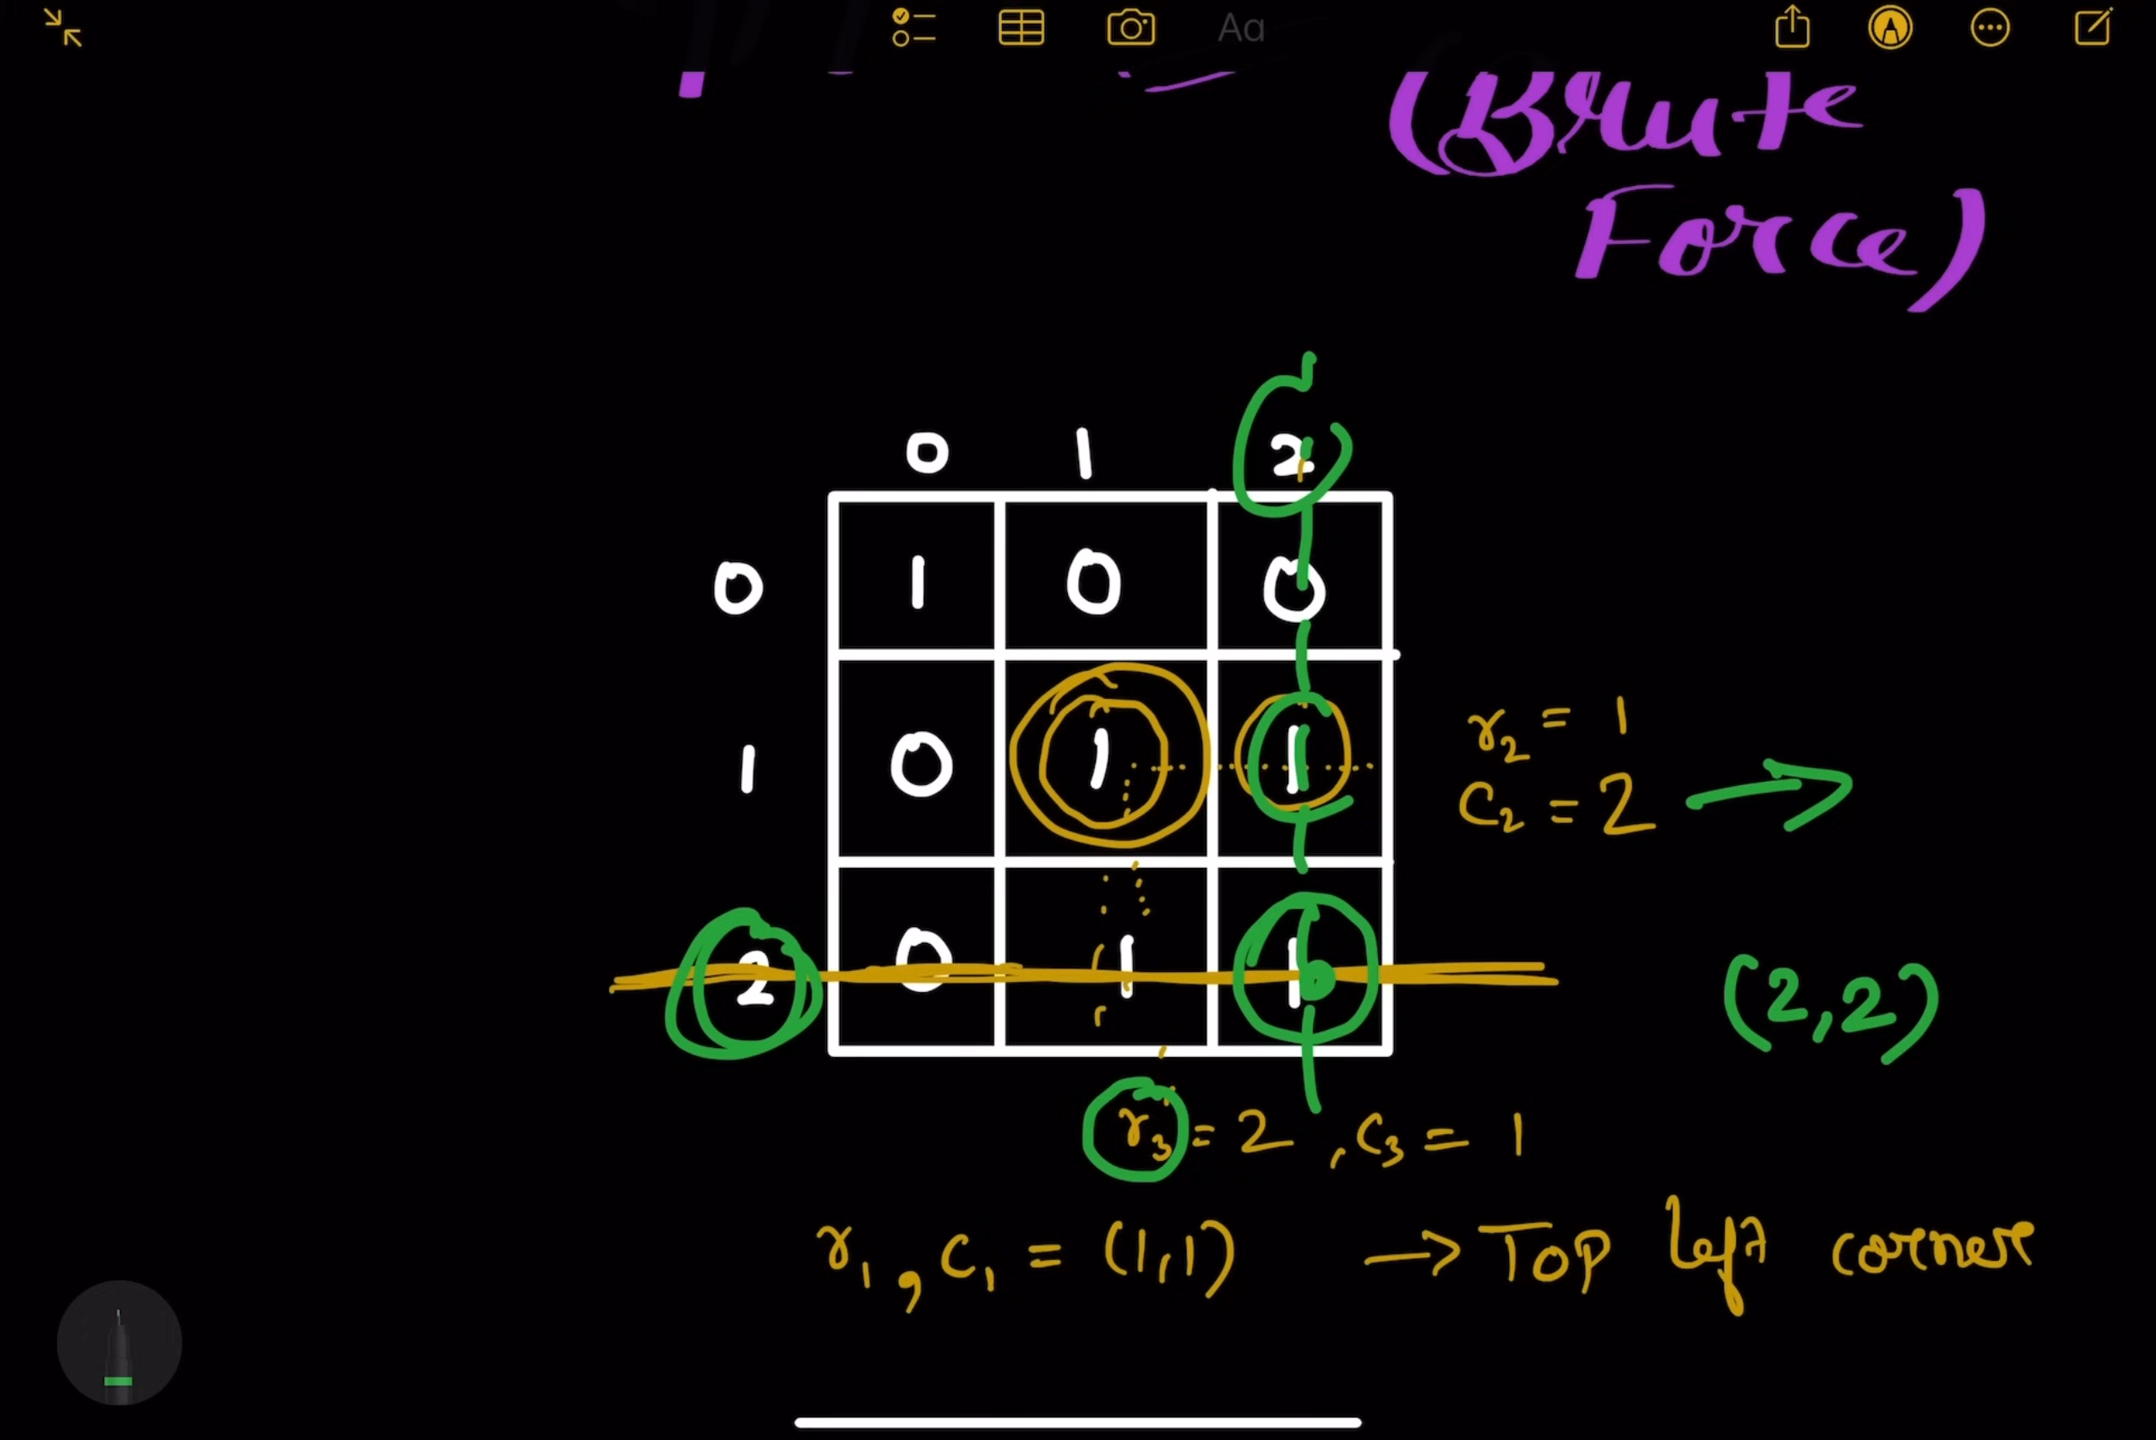 Aa
(Brute
Force)
0 1 2
0 1 0 0
1 0 1 1
2 0 1 1
r2 = 1
c2 = 2
(2,2)
r3 = 2 , c3 = 1
r1, c1 = (1,1) → Top left corner